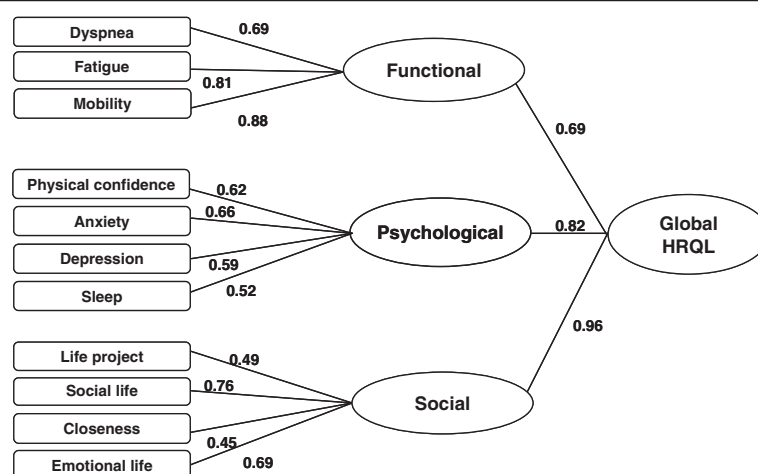 Dyspnea
0.69
Fatigue
0.81
Mobility
0.88
Functional
0.69
Physical confidence
0.62
Anxiety
0.66
Depression
0.59
Sleep
0.52
Psychological
0.82
Global
HRQL
0.96
Life project
0.49
Social life
0.76
Closeness
0.45
Emotional life
0.69
Social